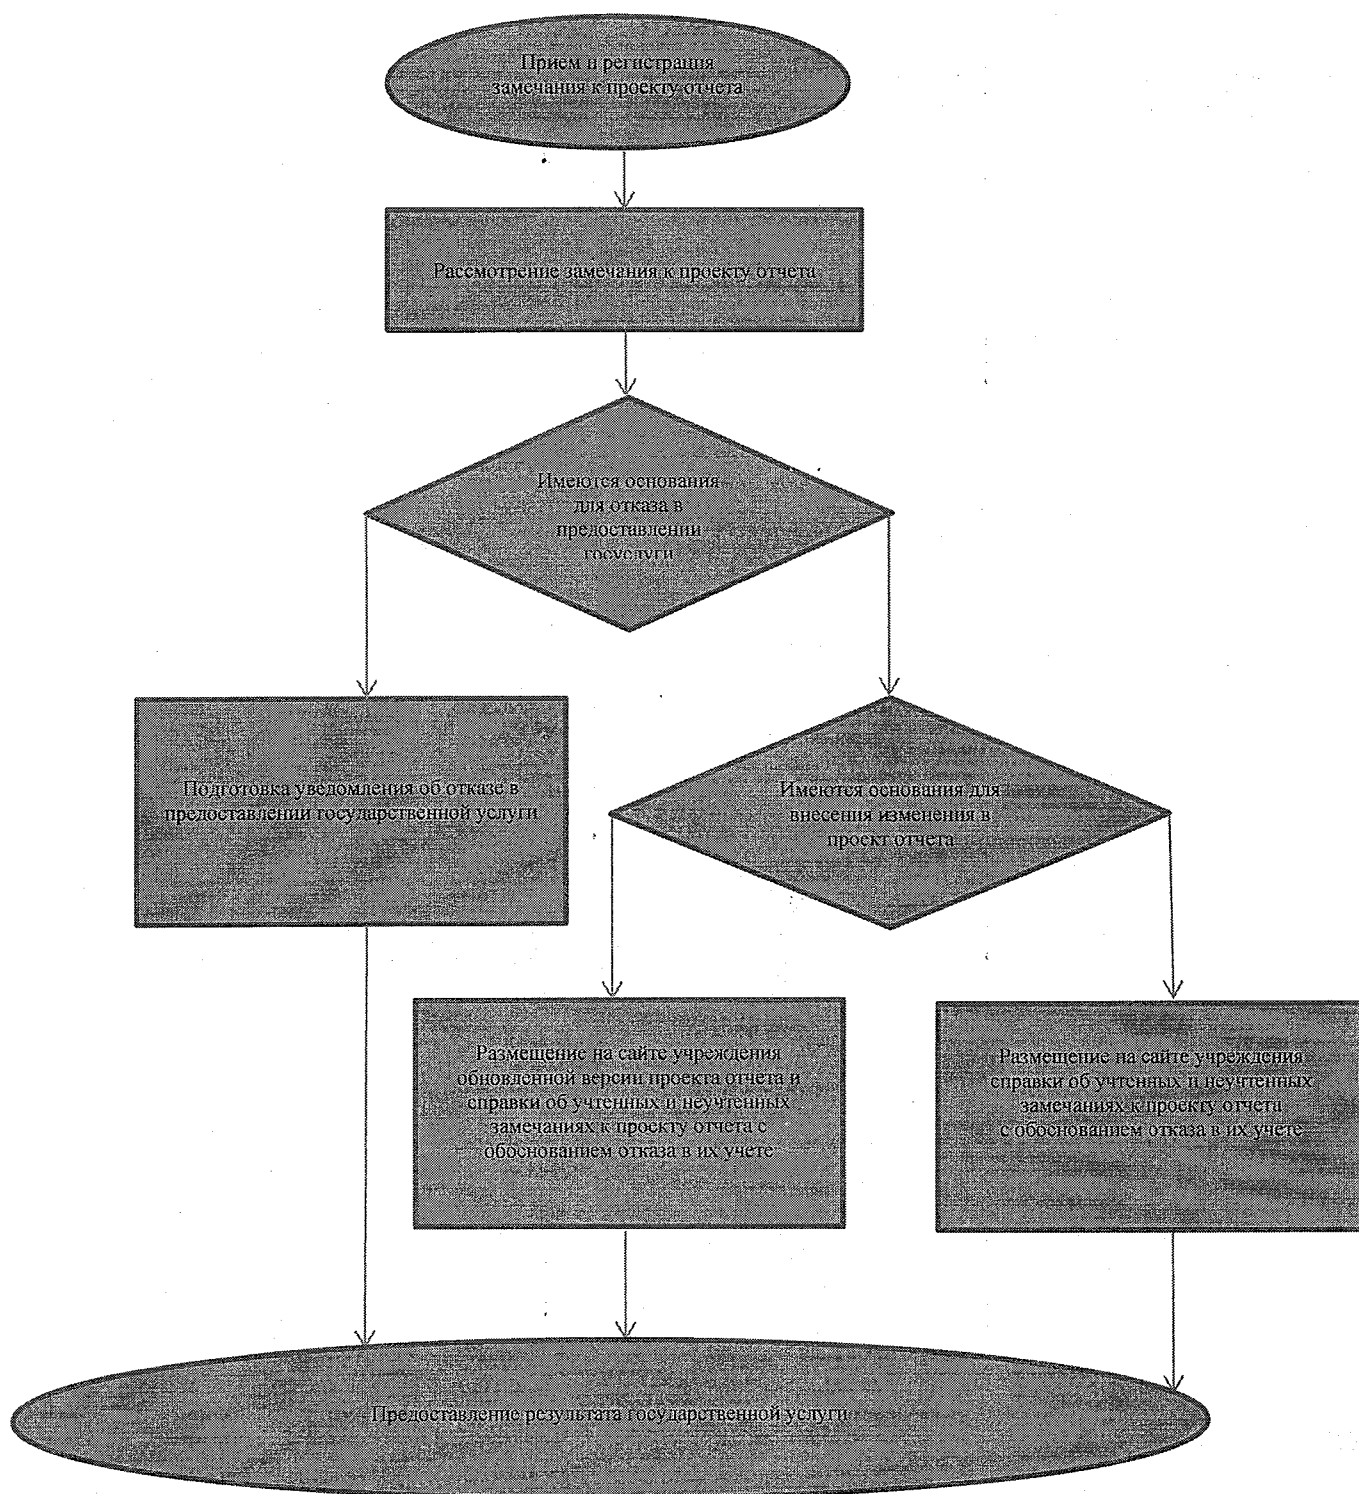 Прием и регистрация
замечания к проекту отчета
Рассмотрение замечания к проекту отчета
Имеются основания
для отказа в
предоставлении
госуслуги
Подготовка уведомления об отказе в
предоставлении государственной услуги
Имеются основания для
внесения изменения в
проект отчета
Размещение на сайте учреждения
обновленной версии проекта отчета и
справки об учтенных и неучтенных
замечаниях к проекту отчета с
обоснованием отказа в их учете
Размещение на сайте учреждения
справки об учтенных и неучтенных
замечаниях к проекту отчета
с обоснованием отказа в их учете
Предоставление результата государственной услуги